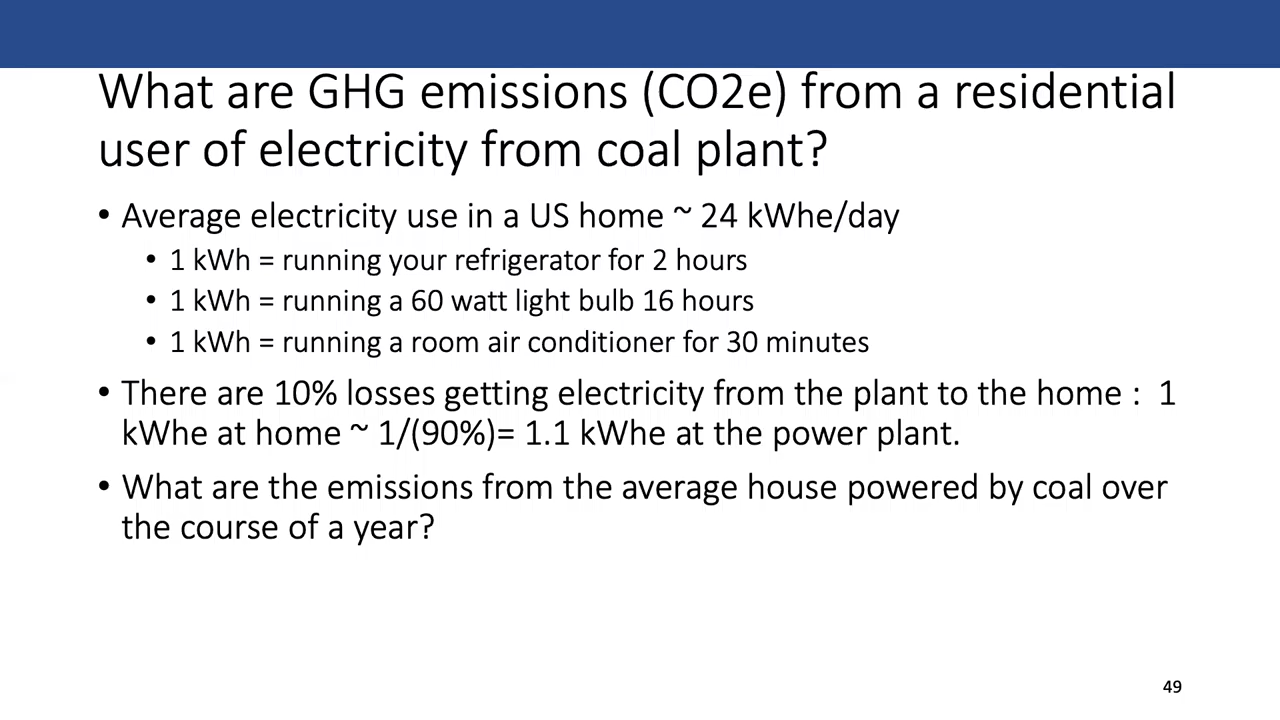 What are GHG emissions (CO2e) from a residential
user of electricity from coal plant?
• Average electricity use in a US home ~ 24 kWhe/day
• 1 kWh = running your refrigerator for 2 hours
• 1 kWh = running a 60 watt light bulb 16 hours
• 1 kWh = running a room air conditioner for 30 minutes
• There are 10% losses getting electricity from the plant to the home : 1
kWhe at home ~ 1/(90%)= 1.1 kWhe at the power plant.
• What are the emissions from the average house powered by coal over
the course of a year?
49